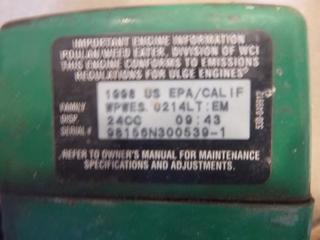 IMPORTANT ENGINE INFORMATION
POULAN/WEED EATER, DIVISION OF WCI
THIS ENGINE CONFORMS TO EMISSIONS
REGULATIONS FOR ULGE ENGINES
1998 US EPA/CALIF
FAMILY WPWES.0214LT:EM
DISP. 24CC 09:43
SERIAL # 98155N300539-1
REFER TO OWNER'S MANUAL FOR MAINTENANCE
SPECIFICATIONS AND ADJUSTMENTS.